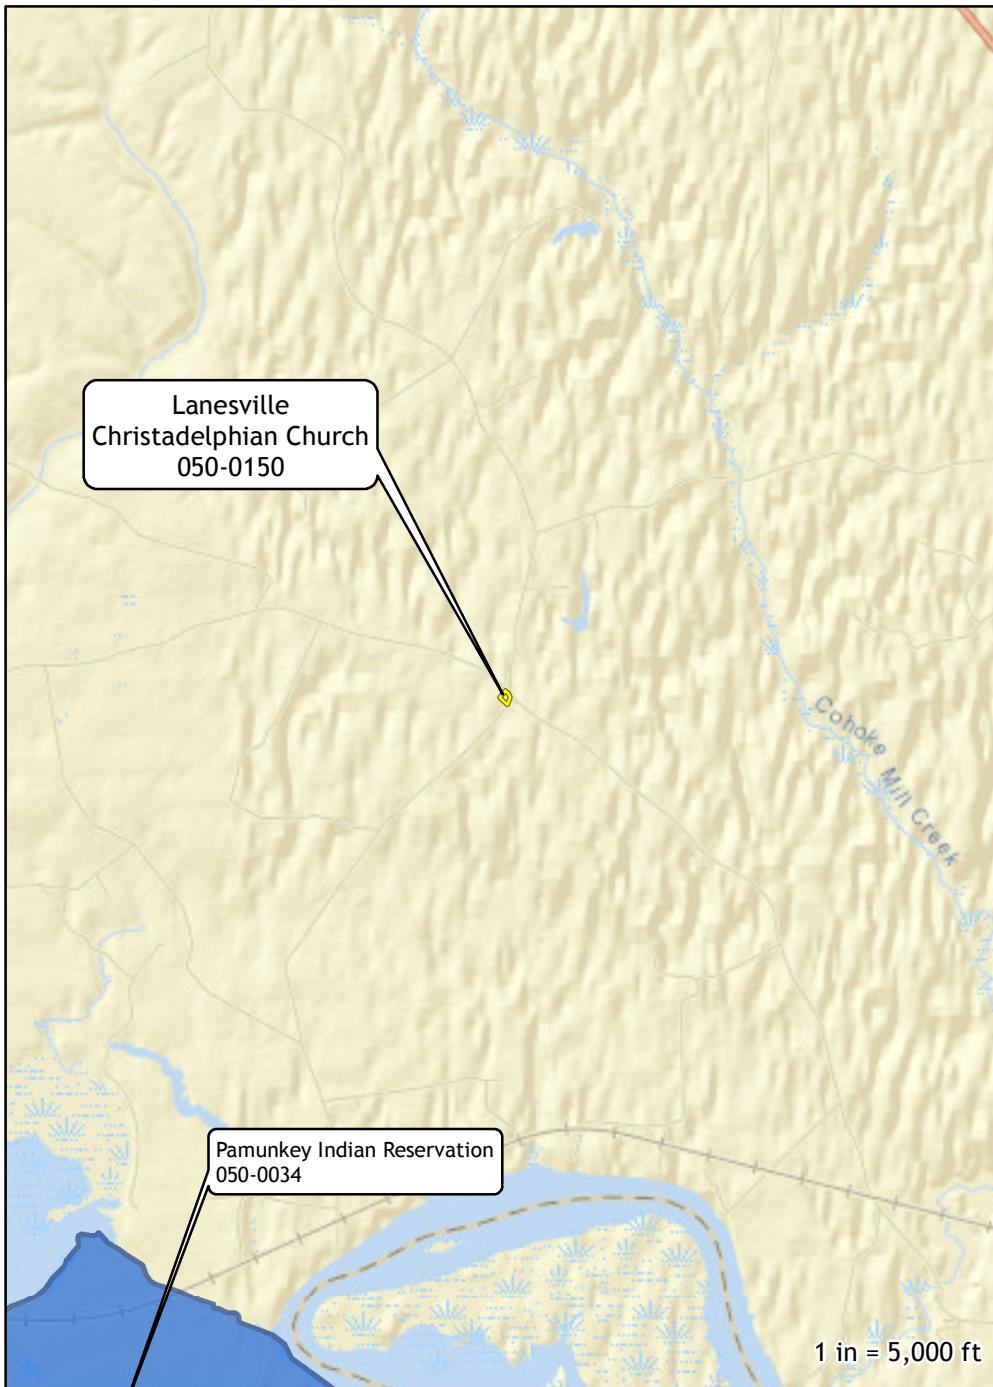 Lanesville
Christadelphian Church
050-0150
Cohoke Mill Creek
Pamunkey Indian Reservation
050-0034
1 in = 5,000 ft